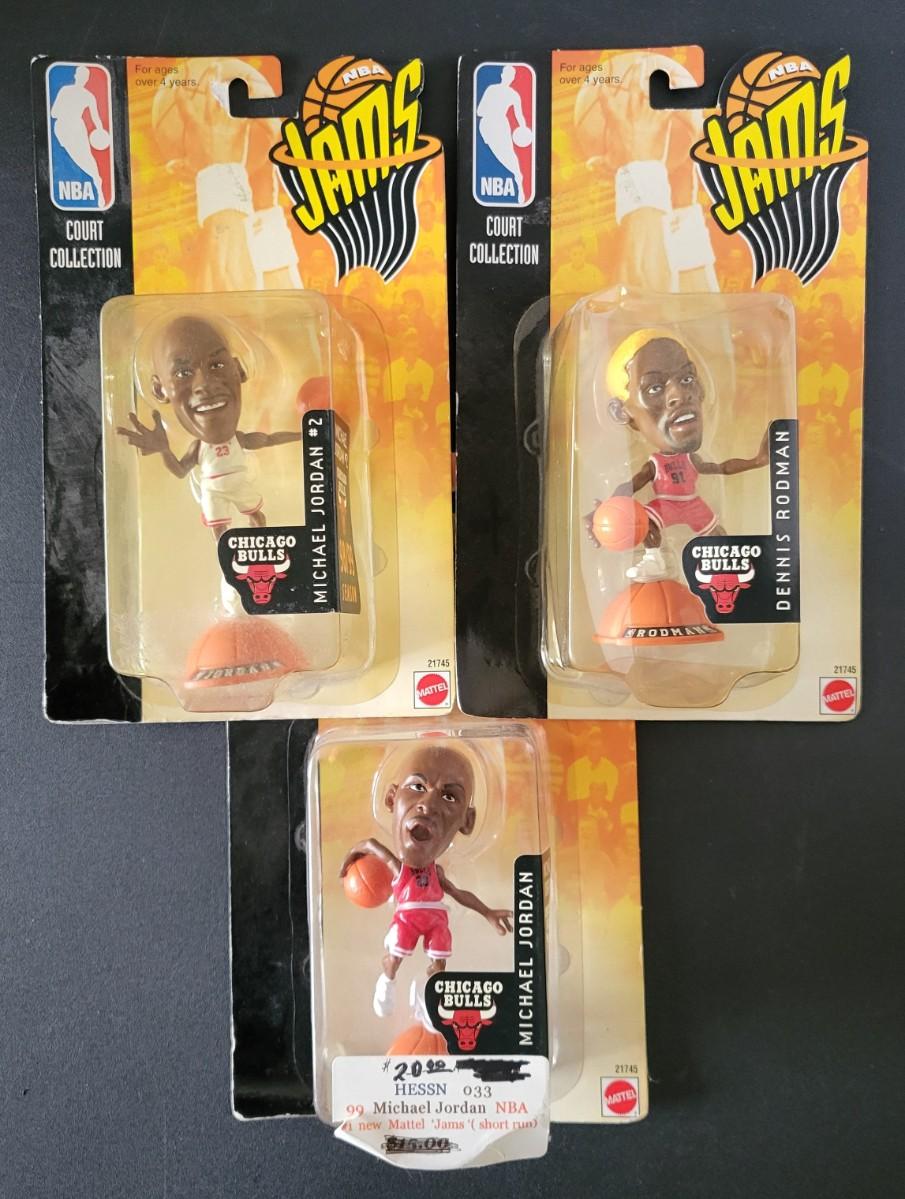 NBA
COURT
COLLECTION
For ages
over 4 years.
NBA
JAMS
23
MICHAEL JORDAN #2
CHICAGO
BULLS
SEASON
JORDAN
21745
MATTEL
NBA
COURT
COLLECTION
For ages
over 4 years.
NBA
JAMS
BULLS
91
DENNIS RODMAN
CHICAGO
BULLS
RODMAN
21745
MATTEL
MICHAEL JORDAN
CHICAGO
BULLS
21745
MATTEL
$20.00
HESSN 033
99 Michael Jordan NBA
new Mattel 'Jams '( short run)
$15.00